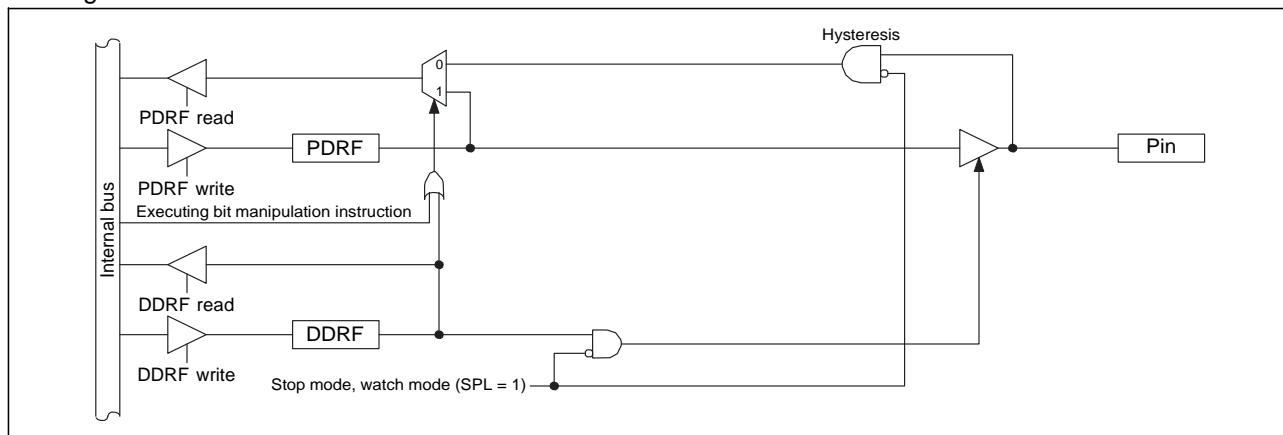 Hysteresis
0
1
PDRF read
PDRF
Pin
PDRF write
Executing bit manipulation instruction
Internal bus
DDRF read
DDRF
DDRF write
Stop mode, watch mode (SPL = 1)